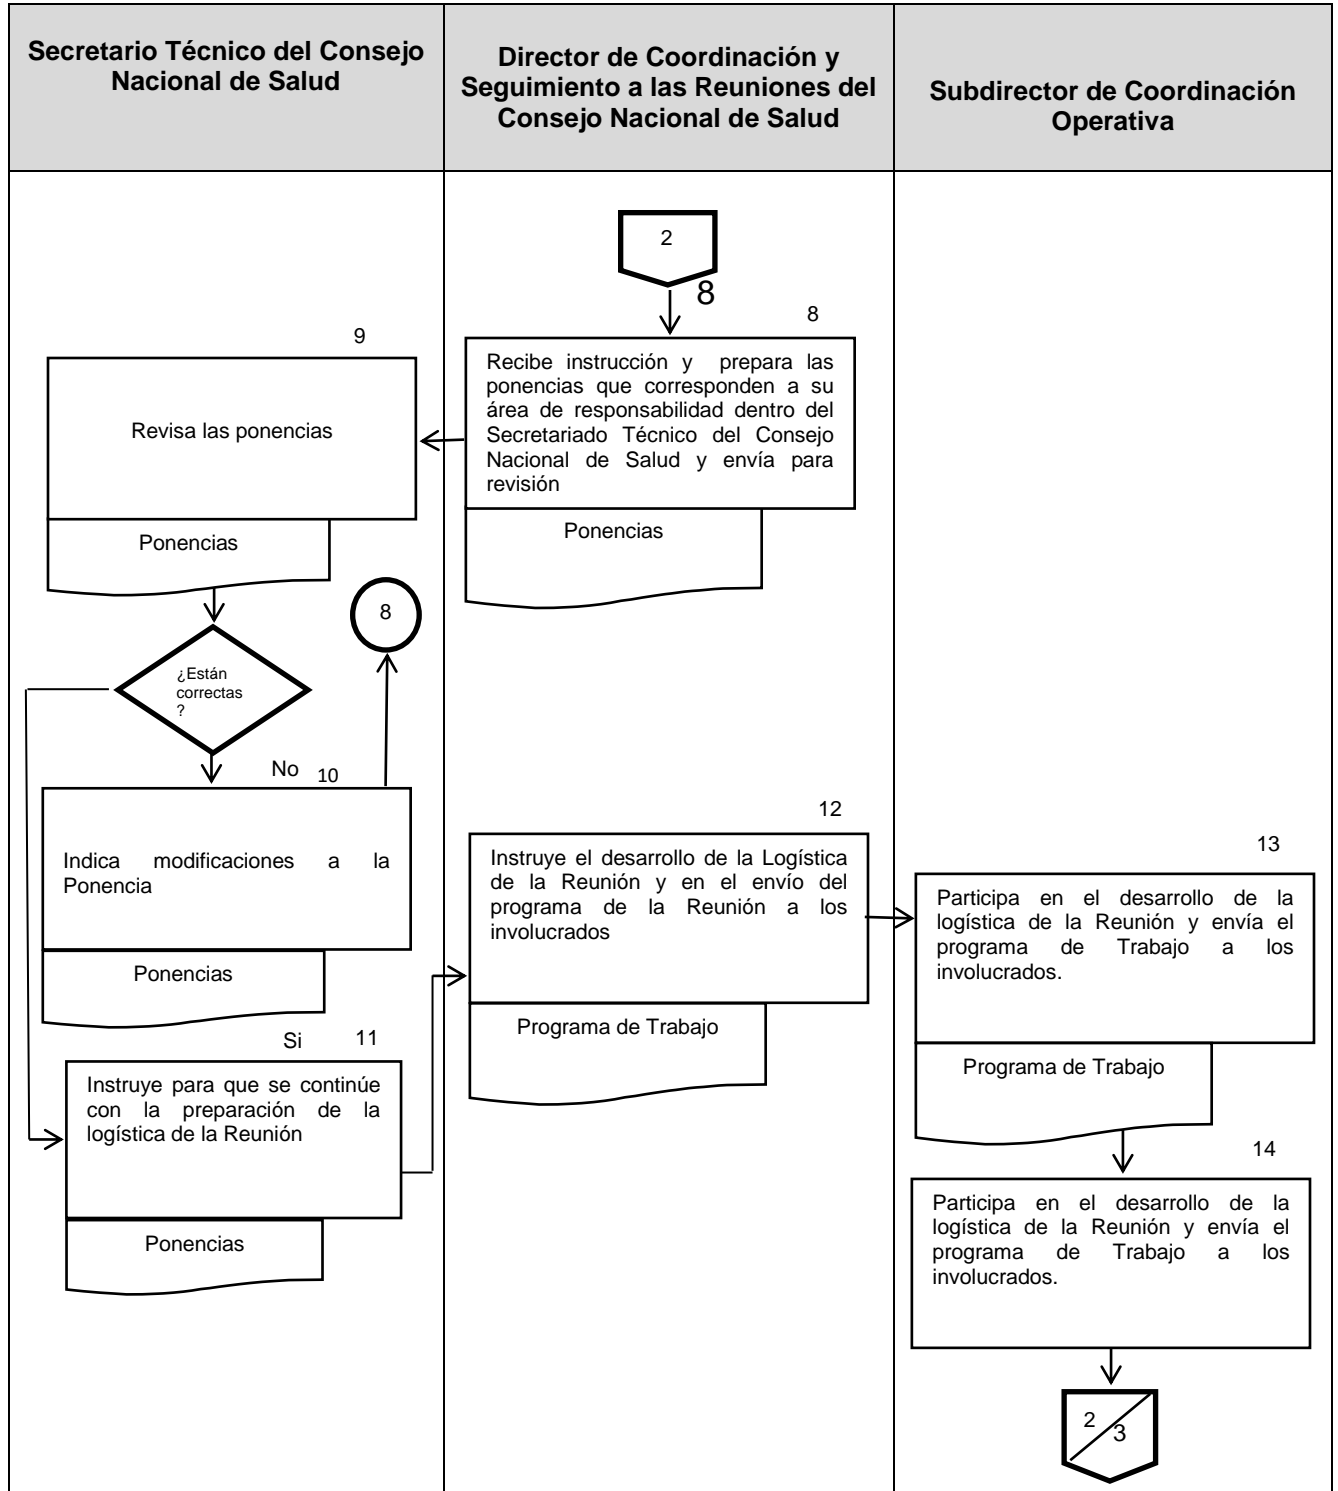 Secretario Técnico del Consejo
Nacional de Salud
Director de Coordinación y
Seguimiento a las Reuniones del
Consejo Nacional de Salud
Subdirector de Coordinación
Operativa
2
8
8
Recibe instrucción y prepara las
ponencias que corresponden a su
área de responsabilidad dentro del
Secretariado Técnico del Consejo
Nacional de Salud y envía para
revisión
Ponencias
9
Revisa las ponencias
Ponencias
8
¿Están
correctas
?
No
10
Indica modificaciones a la
Ponencia
Ponencias
Si
11
Instruye para que se continúe
con la preparación de la
logística de la Reunión
Ponencias
12
Instruye el desarrollo de la Logística
de la Reunión y en el envío del
programa de la Reunión a los
involucrados
Programa de Trabajo
13
Participa en el desarrollo de la
logística de la Reunión y envía el
programa de Trabajo a los
involucrados.
Programa de Trabajo
14
Participa en el desarrollo de la
logística de la Reunión y envía el
programa de Trabajo a los
involucrados.
2
3